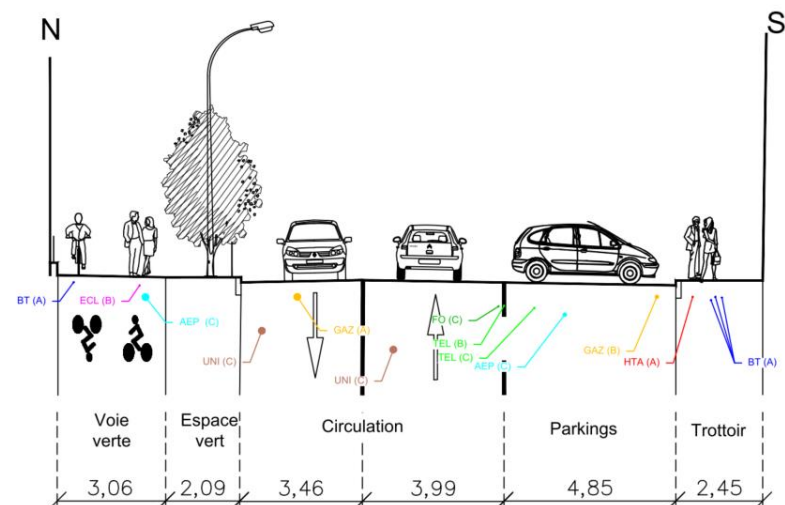 N
S
BT (A)
ECL (B)
AEP (C)
UNI (C)
GAZ (A)
UNI (C)
FO (C)
TEL (B)
TEL (C)
AEP (C)
GAZ (B)
HTA (A)
BT (A)
Voie
verte
Espace
vert
Circulation
Parkings
Trottoir
3,06
2,09
3,46
3,99
4,85
2,45